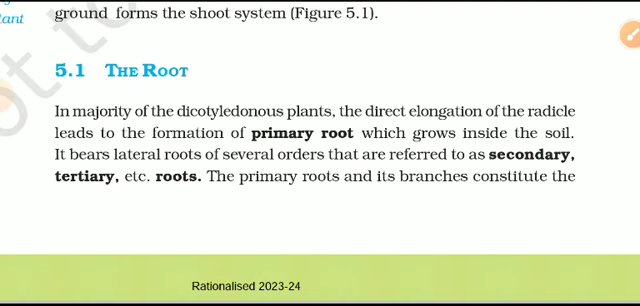 ant
ground forms the shoot system (Figure 5.1).
5.1 THE ROOT
In majority of the dicotyledonous plants, the direct elongation of the radicle
leads to the formation of primary root which grows inside the soil.
It bears lateral roots of several orders that are referred to as secondary,
tertiary, etc. roots. The primary roots and its branches constitute the
Rationalised 2023-24